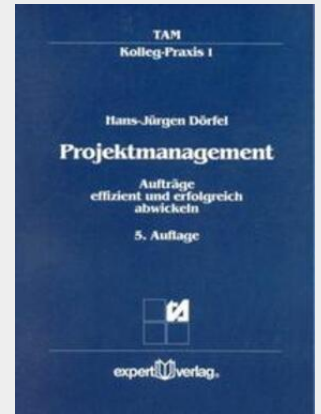 TAM
Kolleg-Praxis 1
Hans-Jürgen Dörfel
Projektmanagement
Aufträge
effizient und erfolgreich
abwickeln
5. Auflage
expert verlag